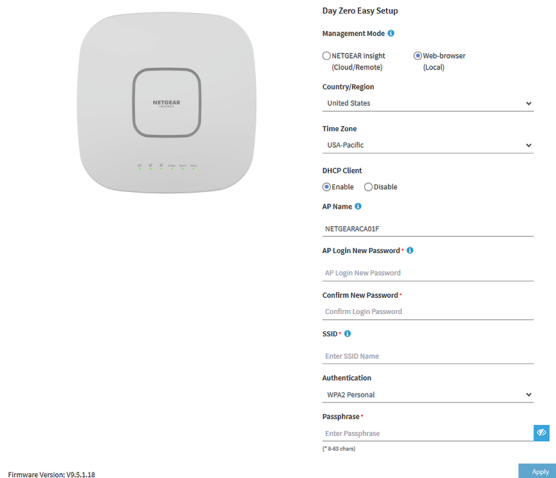 Day Zero Easy Setup
Management Mode
NETGEAR Insight
(Cloud/Remote)
Web-browser
(Local)
Country/Region
United States
Time Zone
USA-Pacific
DHCP Client
Enable
Disable
AP Name
NETGEARACA01F
AP Login New Password*
AP Login New Password
Confirm New Password*
Confirm Login Password
SSID*
Enter SSID Name
Authentication
WPA2 Personal
Passphrase*
Enter Passphrase
(* 8-63 chars)
Apply
NETGEAR
Firmware Version: V9.5.1.18